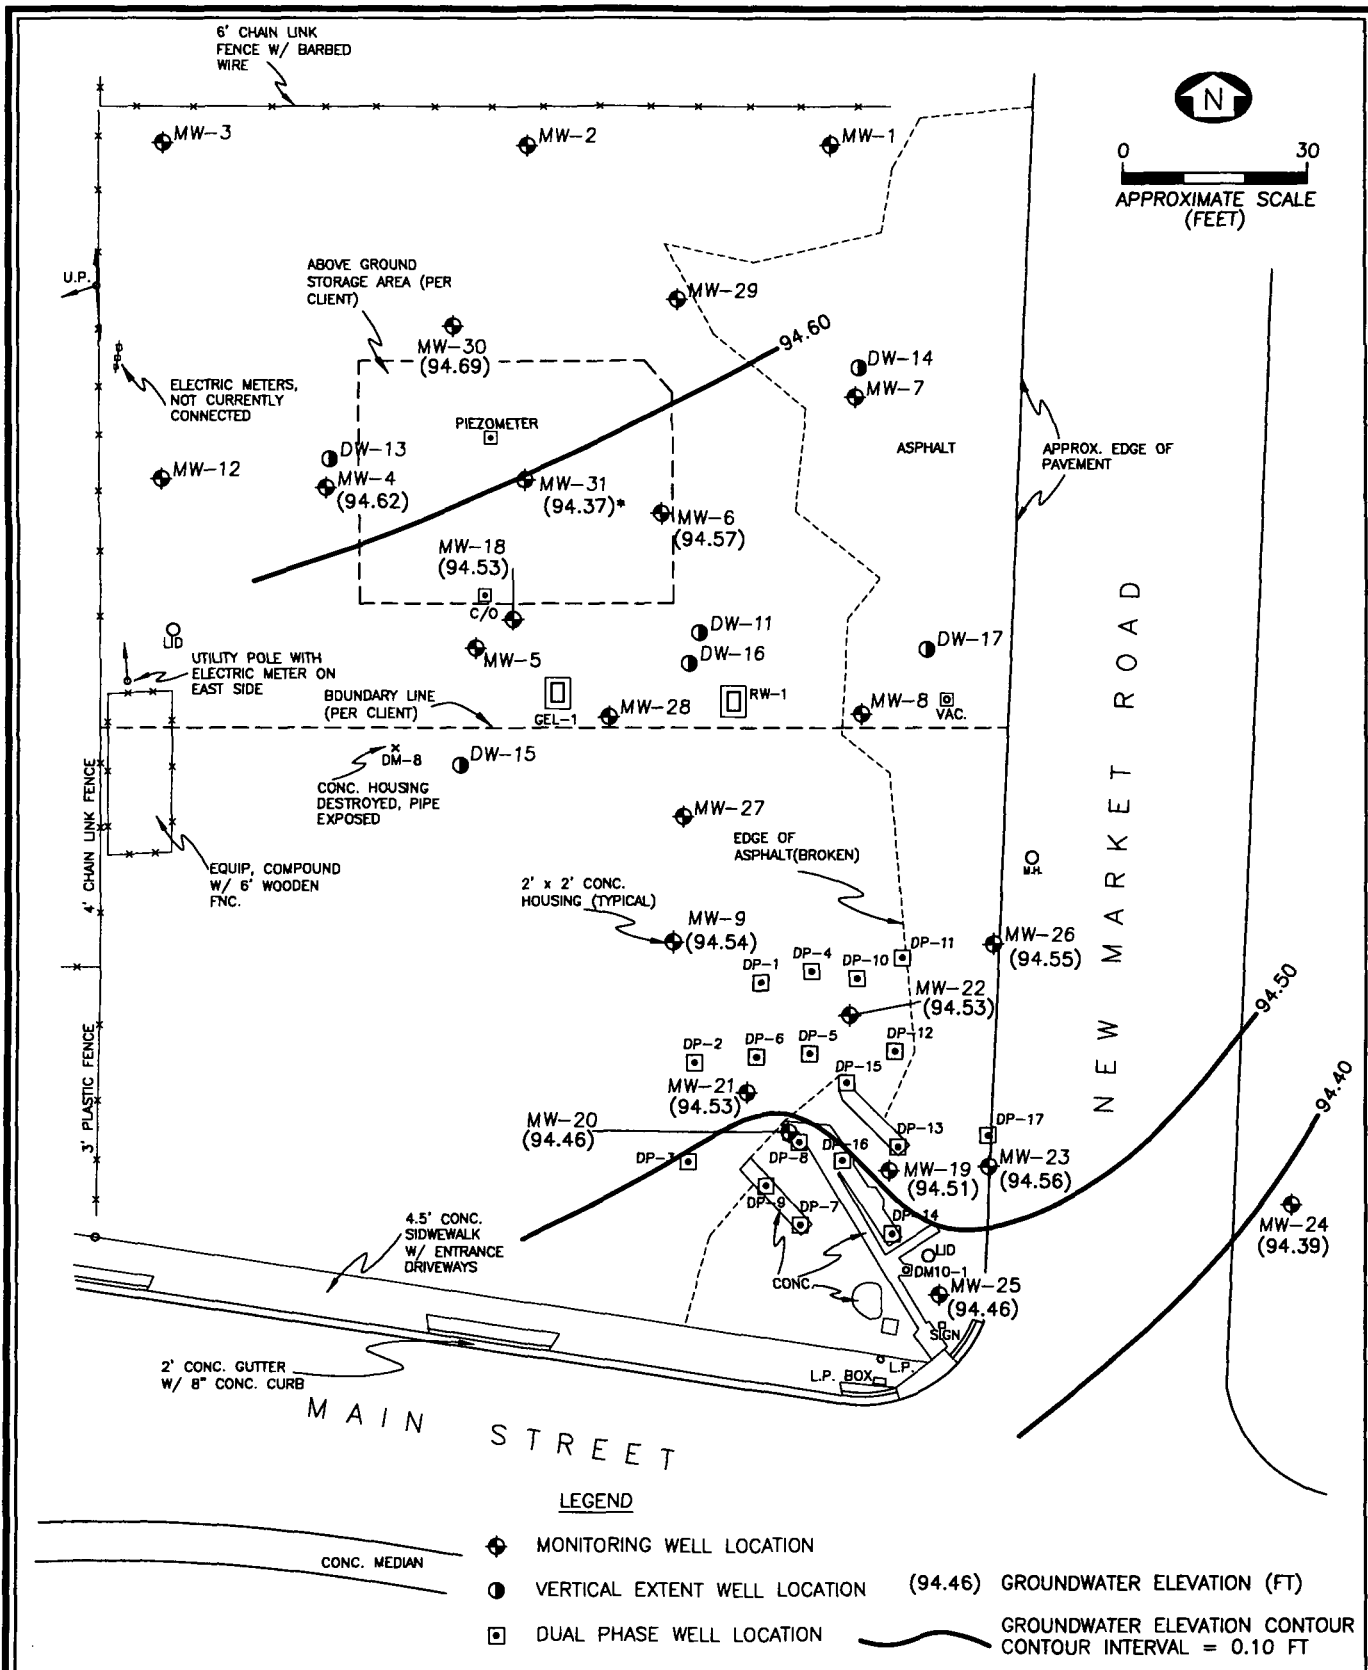 6' CHAIN LINK
FENCE W/ BARBED
WIRE
N
MW-3
MW-2
MW-1
0 30
APPROXIMATE SCALE
(FEET)
U.P.
ABOVE GROUND
STORAGE AREA (PER
CLIENT)
MW-29
MW-30
(94.69)
94.60
DW-14
MW-7
ELECTRIC METERS,
NOT CURRENTLY
CONNECTED
PIEZOMETER
ASPHALT
APPROX. EDGE OF
PAVEMENT
DW-13
MW-12
MW-4
(94.62)
MW-31
(94.37)*
MW-6
(94.57)
MW-18
(94.53)
C/O
LID
DW-11
DW-17
MW-5
DW-16
UTILITY POLE WITH
ELECTRIC METER ON
EAST SIDE
BOUNDARY LINE
(PER CLIENT)
GEL-1
MW-28
RW-1
MW-8
VAC.
NEW MARKET ROAD
DM-8
DW-15
CONC. HOUSING
DESTROYED, PIPE
EXPOSED
4' CHAIN LINK FENCE
MW-27
EDGE OF
ASPHALT(BROKEN)
M.H.
EQUIP, COMPOUND
W/ 6' WOODEN
FNC.
2' x 2' CONC.
HOUSING (TYPICAL)
MW-9
(94.54)
MW-26
(94.55)
DP-11
DP-4
DP-1
DP-10
94.50
MW-22
(94.53)
3' PLASTIC FENCE
DP-2
DP-6
DP-5
DP-12
DP-15
94.40
MW-21
(94.53)
MW-20
(94.46)
DP-17
DP-13
DP-3
DP-8
DP-16
MW-19
(94.51)
MW-23
(94.56)
DP-9
DP-7
DP-14
MW-24
(94.39)
4.5' CONC.
SIDWEWALK
W/ ENTRANCE
DRIVEWAYS
LID
DM10-1
CONC.
MW-25
(94.46)
SIGN
L.P.
L.P. BOX
2' CONC. GUTTER
W/ 8" CONC. CURB
MAIN STREET
LEGEND
CONC. MEDIAN
MONITORING WELL LOCATION
VERTICAL EXTENT WELL LOCATION
DUAL PHASE WELL LOCATION
(94.46) GROUNDWATER ELEVATION (FT)
GROUNDWATER ELEVATION CONTOUR
CONTOUR INTERVAL = 0.10 FT